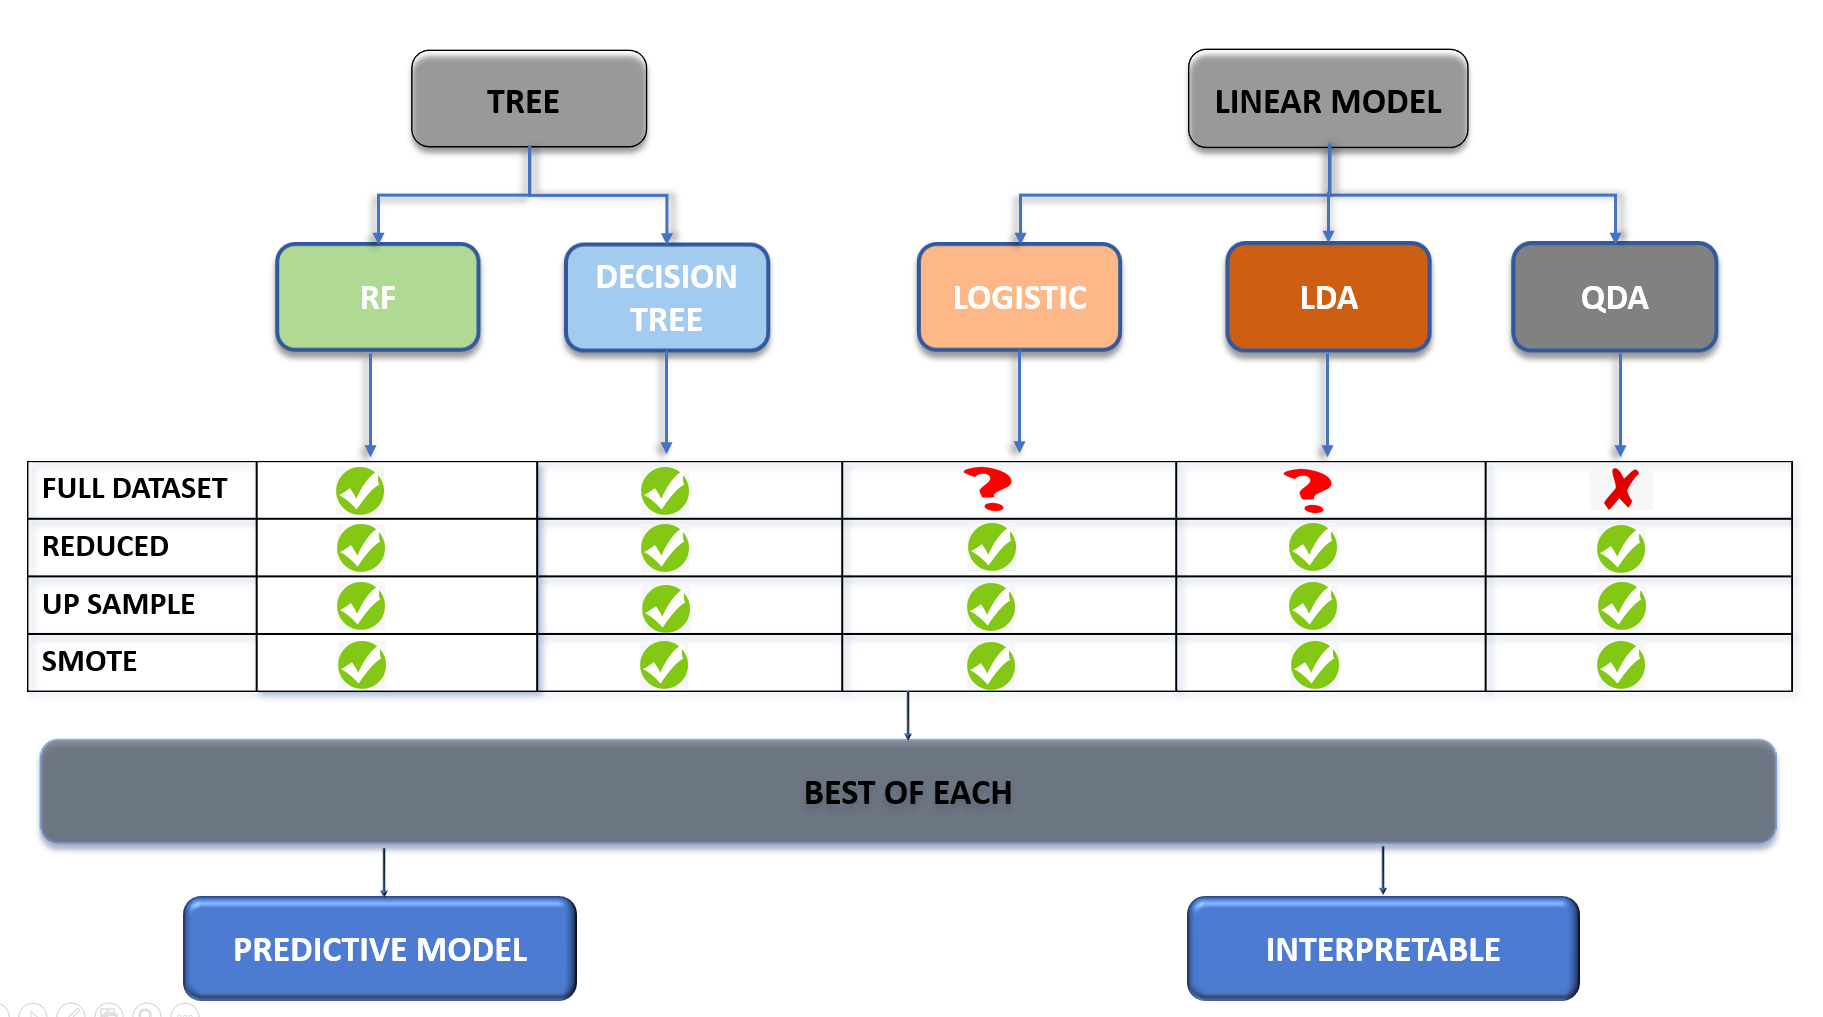 TREE
LINEAR MODEL
RF
DECISION
TREE
LOGISTIC
LDA
QDA
FULL DATASET
REDUCED
UP SAMPLE
SMOTE
BEST OF EACH
PREDICTIVE MODEL
INTERPRETABLE